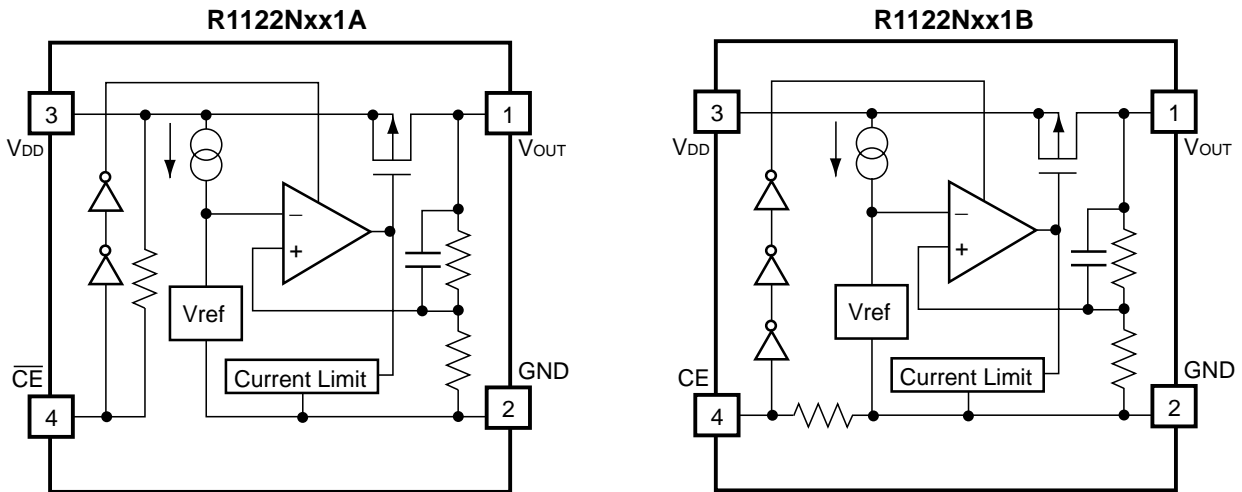 R1122Nxx1A
3
VDD
1
VOUT
−
+
Vref
Current Limit
C̅E̅
4
GND
2
R1122Nxx1B
3
VDD
1
VOUT
−
+
Vref
Current Limit
CE
4
GND
2